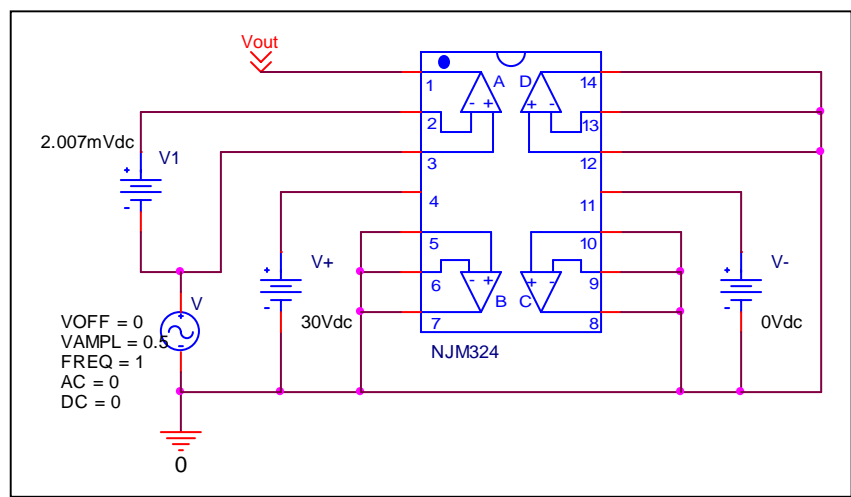 Vout
2.007mVdc
V1
+
-
VOFF = 0
VAMPL = 0.5
FREQ = 1
AC = 0
DC = 0
V
+
-
0
V+
+
-
30Vdc
1
2
3
4
5
6
7
A
- +
B
+ -
D
+ -
C
+ -
14
13
12
11
10
9
8
NJM324
V-
+
-
0Vdc